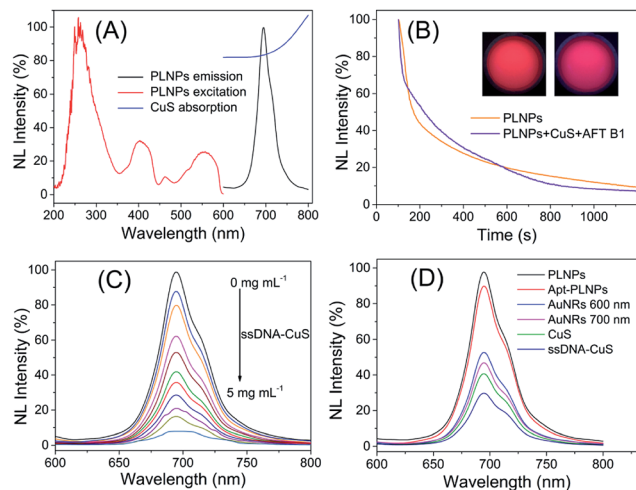 (A)
NL Intensity (%)
100
80
60
40
20
0
PLNPs emission
PLNPs excitation
CuS absorption
200 300 400 500 600 700 800
Wavelength (nm)
(B)
NL Intensity (%)
100
80
60
40
20
0
PLNPs
PLNPs+CuS+AFT B1
0 200 400 600 800 1000
Time (s)
(C)
NL Intensity (%)
100
80
60
40
20
0
0 mg mL-1
ssDNA-CuS
5 mg mL-1
600 650 700 750 800
Wavelength (nm)
(D)
NL Intensity (%)
100
80
60
40
20
0
PLNPs
Apt-PLNPs
AuNRs 600 nm
AuNRs 700 nm
CuS
ssDNA-CuS
600 650 700 750 800
Wavelength (nm)